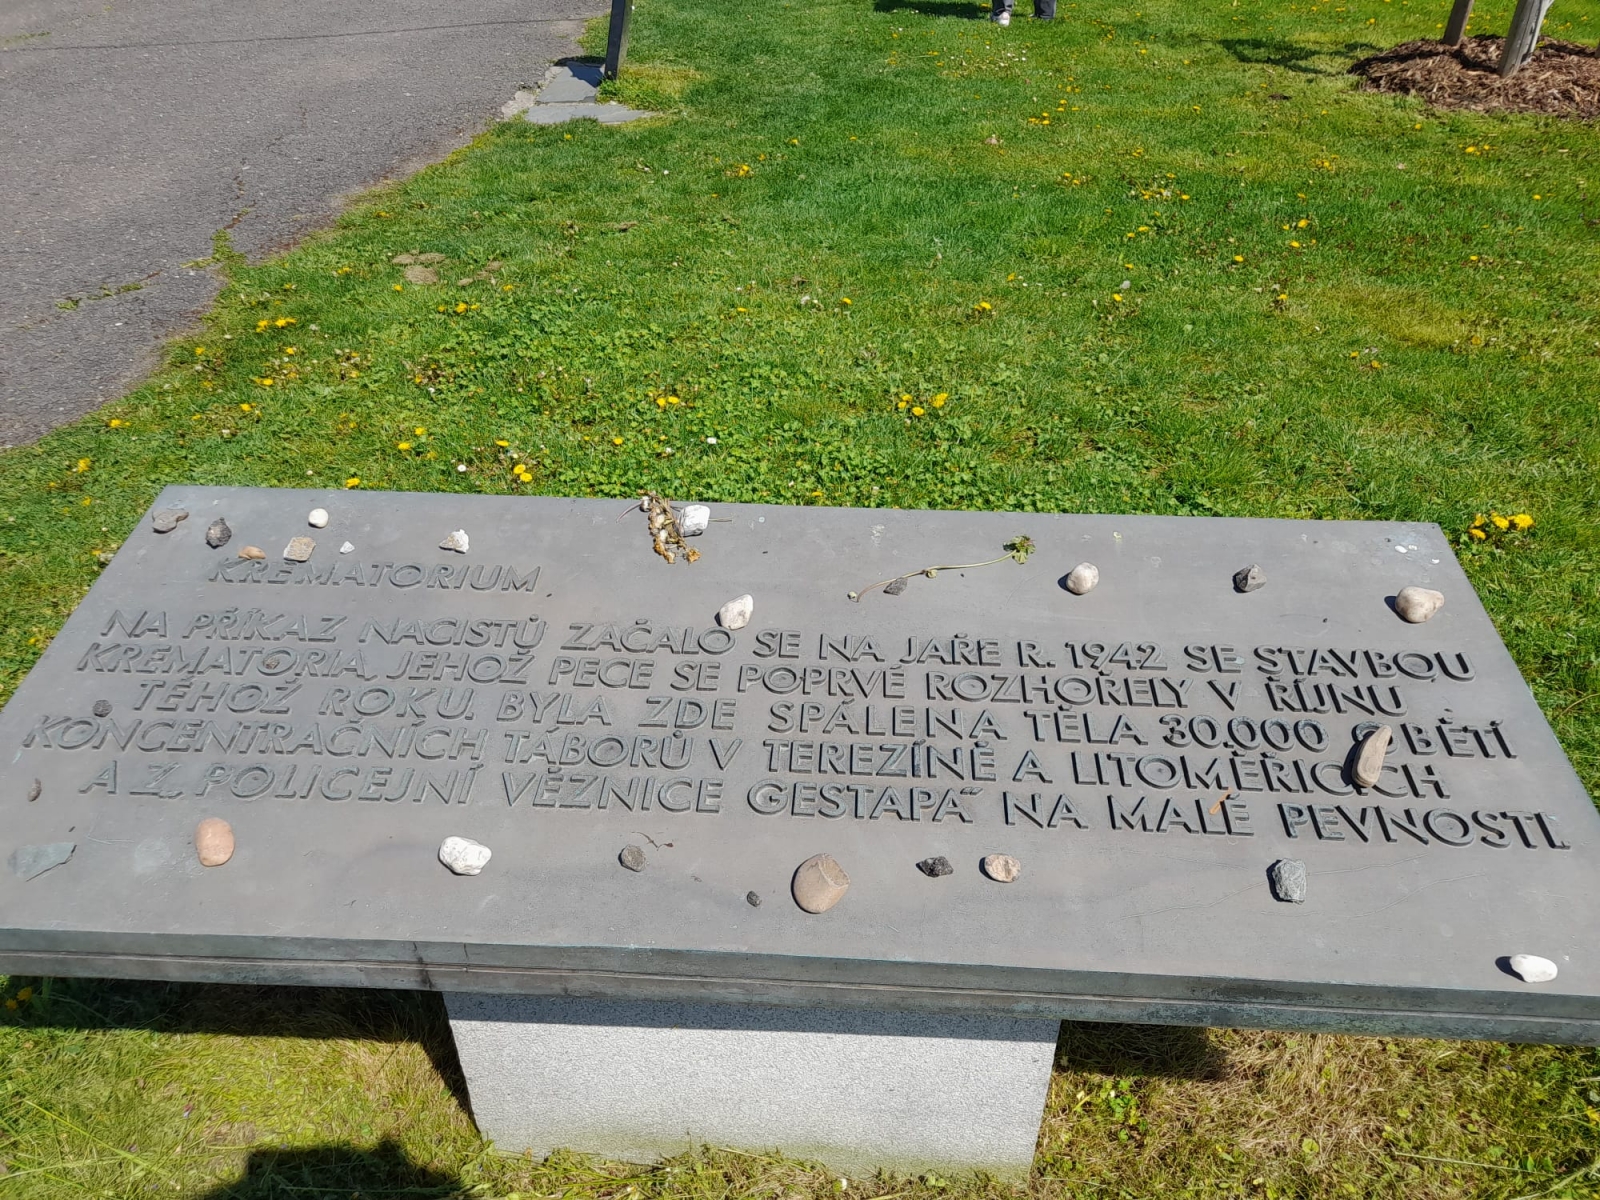 KREMATORIUM
NA PŘÍKAZ NACISTŮ ZAČALO SE NA JAŘE R. 1942 SE STAVBOU
KREMATORIA, JEHOŽ PECE SE POPRVÉ ROZHOŘELY V ŘÍJNU
TÉHOŽ ROKU. BYLA ZDE SPÁLENA TĚLA 30.000 OBĚTÍ
KONCENTRAČNÍCH TÁBORŮ V TEREZÍNĚ A LITOMĚŘICÍCH
A Z „POLICEJNÍ VĚZNICE GESTAPA“ NA MALÉ PEVNOSTI.